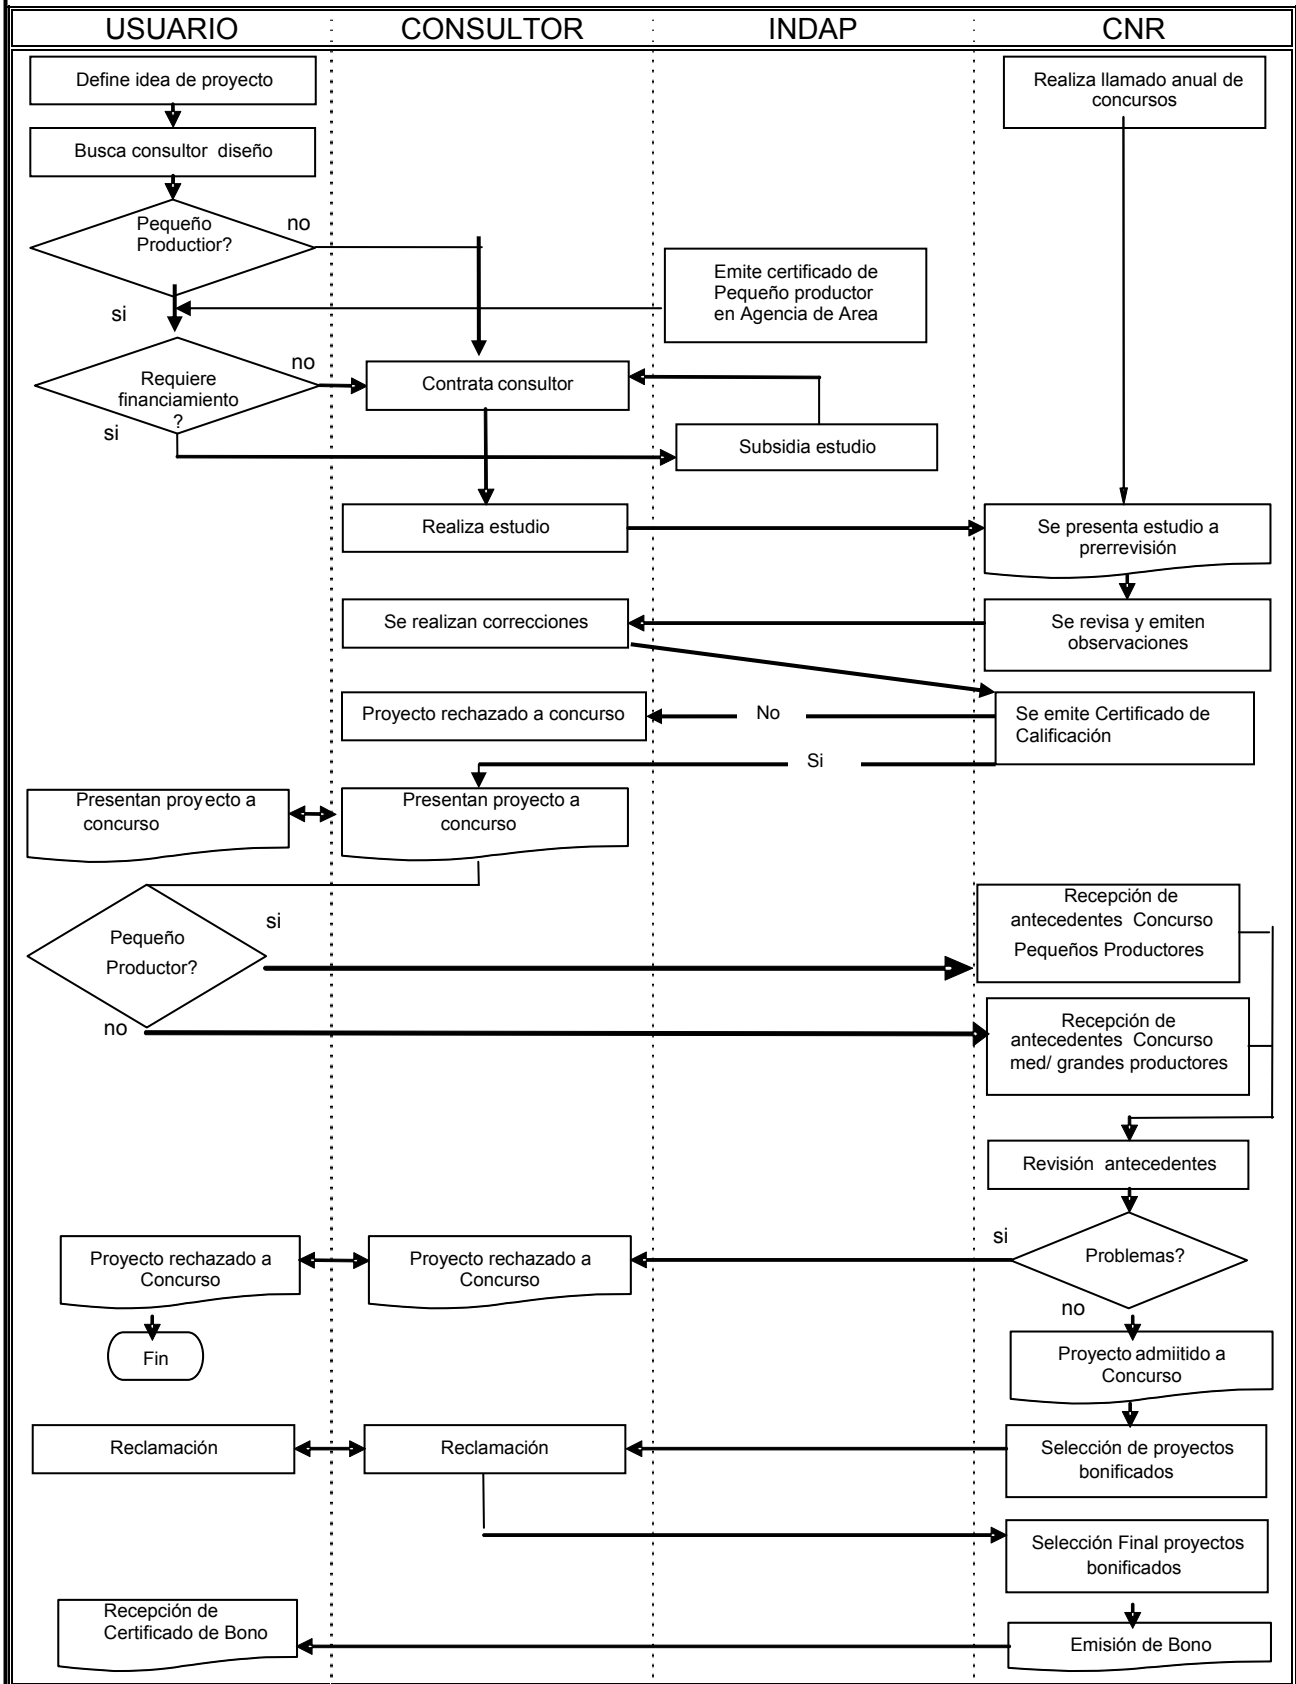 USUARIO
CONSULTOR
INDAP
CNR
Define idea de proyecto
Realiza llamado anual de
concursos
Busca consultor diseño
Pequeño
Productior?
no
si
Emite certificado de
Pequeño productor
en Agencia de Area
Requiere
financiamiento
?
no
si
Contrata consultor
Subsidia estudio
Realiza estudio
Se presenta estudio a
prerrevisión
Se realizan correcciones
Se revisa y emiten
observaciones
Proyecto rechazado a concurso
No
Se emite Certificado de
Calificación
Si
Presentan proyecto a
concurso
Presentan proyecto a
concurso
Pequeño
Productor?
si
no
Recepción de
antecedentes Concurso
Pequeños Productores
Recepción de
antecedentes Concurso
med/ grandes productores
Revisión antecedentes
Problemas?
si
no
Proyecto rechazado a
Concurso
Proyecto rechazado a
Concurso
Fin
Proyecto admiitido a
Concurso
Reclamación
Reclamación
Selección de proyectos
bonificados
Selección Final proyectos
bonificados
Recepción de
Certificado de Bono
Emisión de Bono